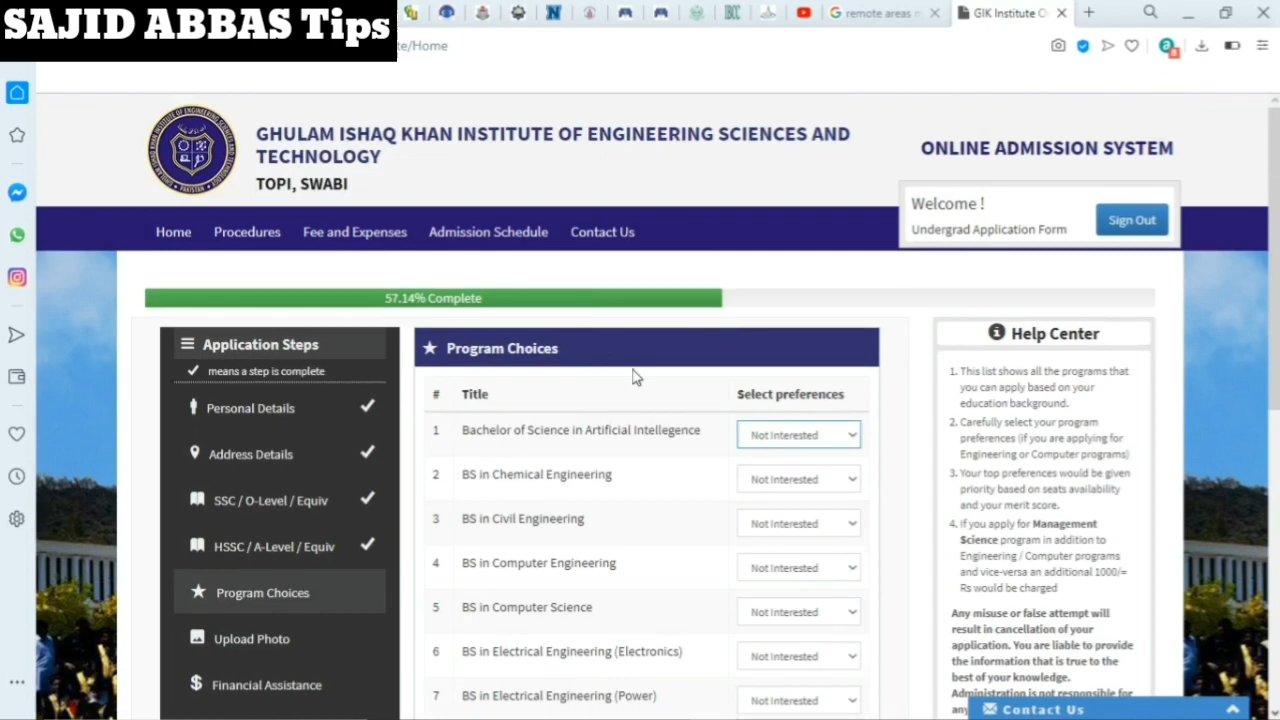 SAJID ABBAS Tips
remote areas
GIK Institute O
te/Home
GHULAM ISHAQ KHAN INSTITUTE OF ENGINEERING SCIENCES AND
TECHNOLOGY
TOPI, SWABI
ONLINE ADMISSION SYSTEM
Welcome !
Undergrad Application Form
Sign Out
Home
Procedures
Fee and Expenses
Admission Schedule
Contact Us
57.14% Complete
Application Steps
means a step is complete
Personal Details
Address Details
SSC / O-Level / Equiv
HSSC / A-Level / Equiv
Program Choices
Upload Photo
Financial Assistance
Program Choices
# Title Select preferences
1 Bachelor of Science in Artificial Intellegence Not Interested
2 BS in Chemical Engineering Not Interested
3 BS in Civil Engineering Not Interested
4 BS in Computer Engineering Not Interested
5 BS in Computer Science Not Interested
6 BS in Electrical Engineering (Electronics) Not Interested
7 BS in Electrical Engineering (Power) Not Interested
Help Center
1. This list shows all the programs that
you can apply based on your
education background.
2. Carefully select your program
preferences (if you are applying for
Engineering or Computer programs)
3. Your top preferences would be given
priority based on seats availability
and your merit score.
4. If you apply for Management
Science program in addition to
Engineering / Computer programs
and vice-versa an additional 1000/=
Rs would be charged
Any misuse or false attempt will
result in cancellation of your
application. You are liable to provide
the information that is true to the
best of your knowledge.
Administration is not responsible for
any
Contact Us